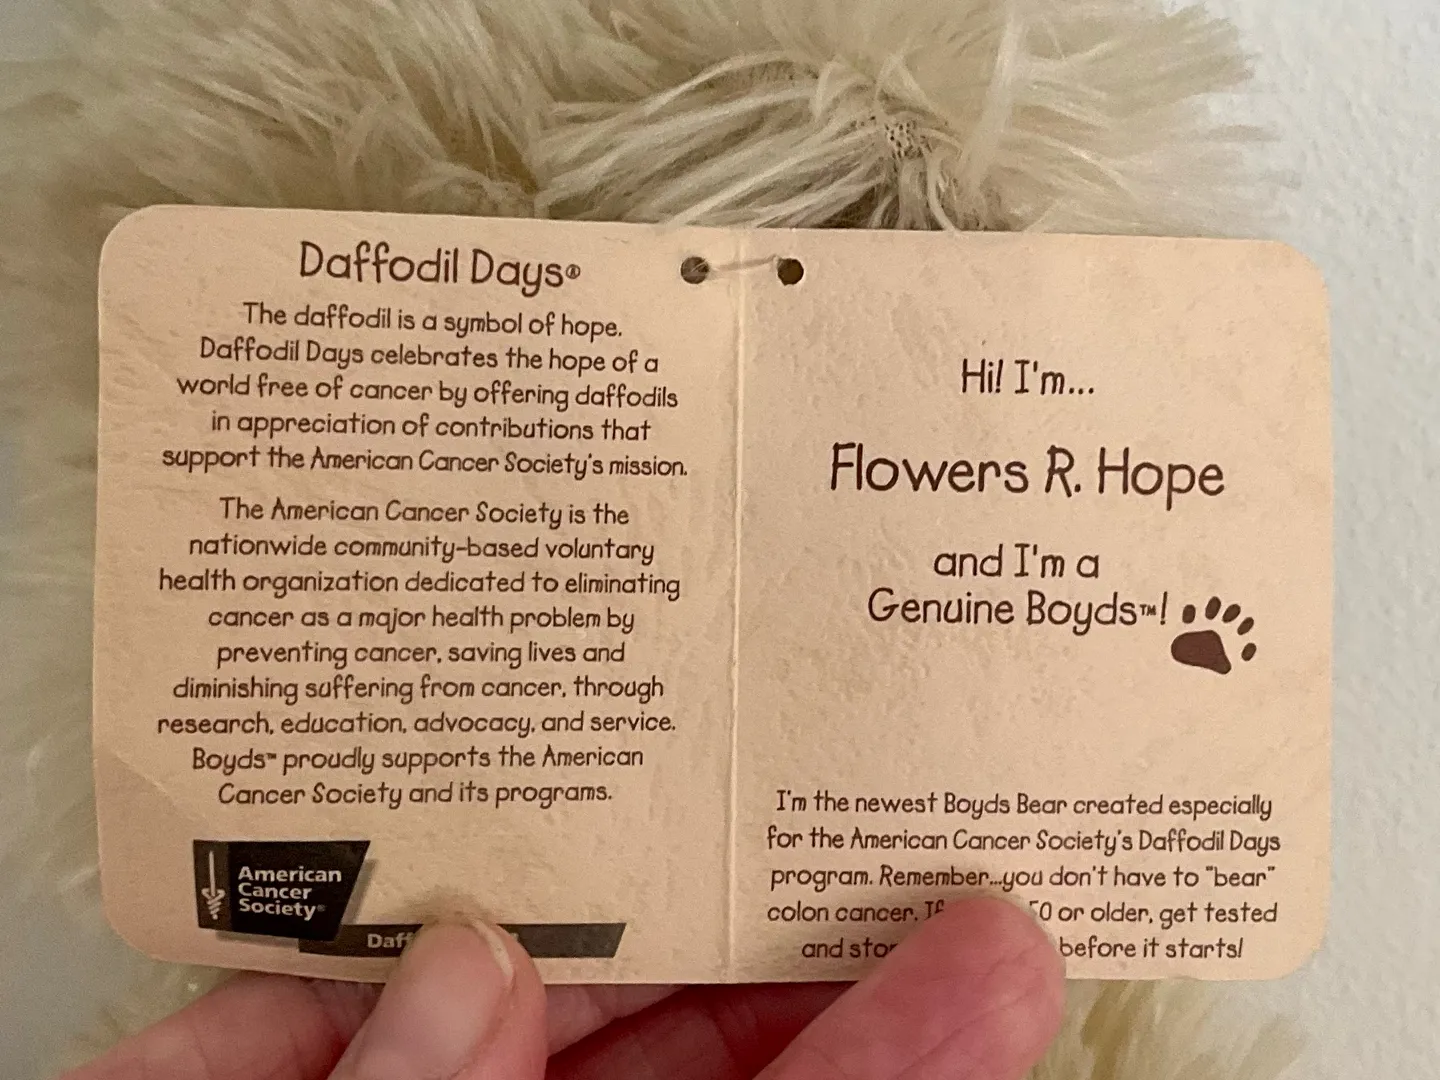 Daffodil Days®
The daffodil is a symbol of hope.
Daffodil Days celebrates the hope of a
world free of cancer by offering daffodils
in appreciation of contributions that
support the American Cancer Society's mission.
The American Cancer Society is the
nationwide community-based voluntary
health organization dedicated to eliminating
cancer as a major health problem by
preventing cancer, saving lives and
diminishing suffering from cancer, through
research, education, advocacy, and service.
Boyds™ proudly supports the American
Cancer Society and its programs.
American
Cancer
Society®
Hi! I'm...
Flowers R. Hope
and I'm a
Genuine Boyds™!
I'm the newest Boyds Bear created especially
for the American Cancer Society's Daffodil Days
program. Remember...you don't have to "bear"
colon cancer. If or older, get tested
and before it starts!